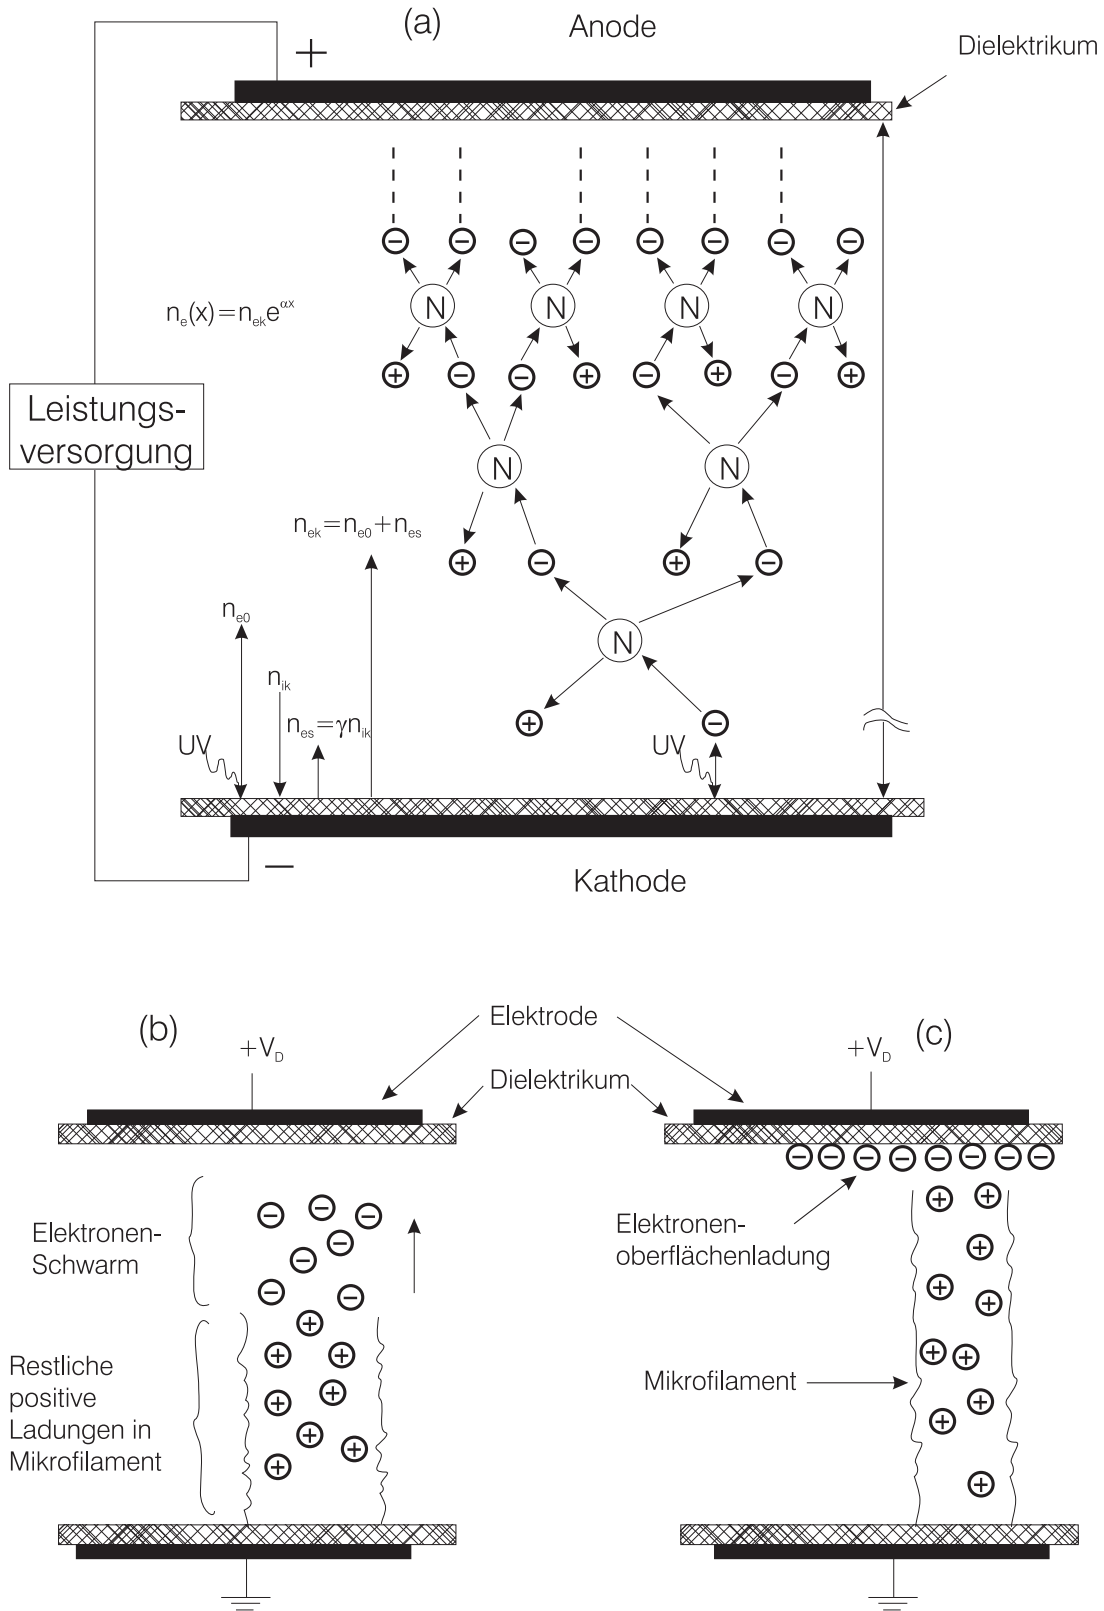 (a)
Anode
+
Dielektrikum
− − − − − − − −
N N N N
nₑ(x)=nₑₖe^αx
+ − − + − + − +
Leistungs-
versorgung
N N
nₑₖ=nₑ₀+nₑₛ
+ − + −
nₑ₀
N
nᵢₖ
+ −
nₑₛ=γnᵢₖ
UV
UV
−
Kathode
(b)
Elektrode
(c)
+V_D
+V_D
Dielektrikum
− − − − − − − −
Elektronen-
Schwarm
− − − − − − −
Elektronen-
oberflächenladung
Restliche
positive
Ladungen in
Mikrofilament
+ + + + + + + +
Mikrofilament
+ + + + + + + + + +